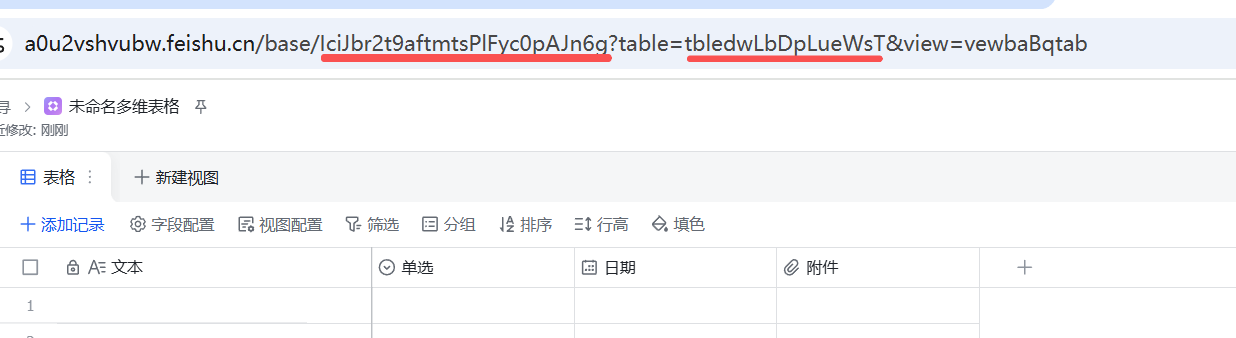 a0u2vshvubw.feishu.cn/base/IciJbr2t9aftmtsPlFyc0pAJn6g?table=tbledwLbDpLueWsT&view=vewbaBqtab
未命名多维表格
近修改: 刚刚
表格
新建视图
添加记录 字段配置 视图配置 筛选 分组 排序 行高 填色
文本 单选 日期 附件
1